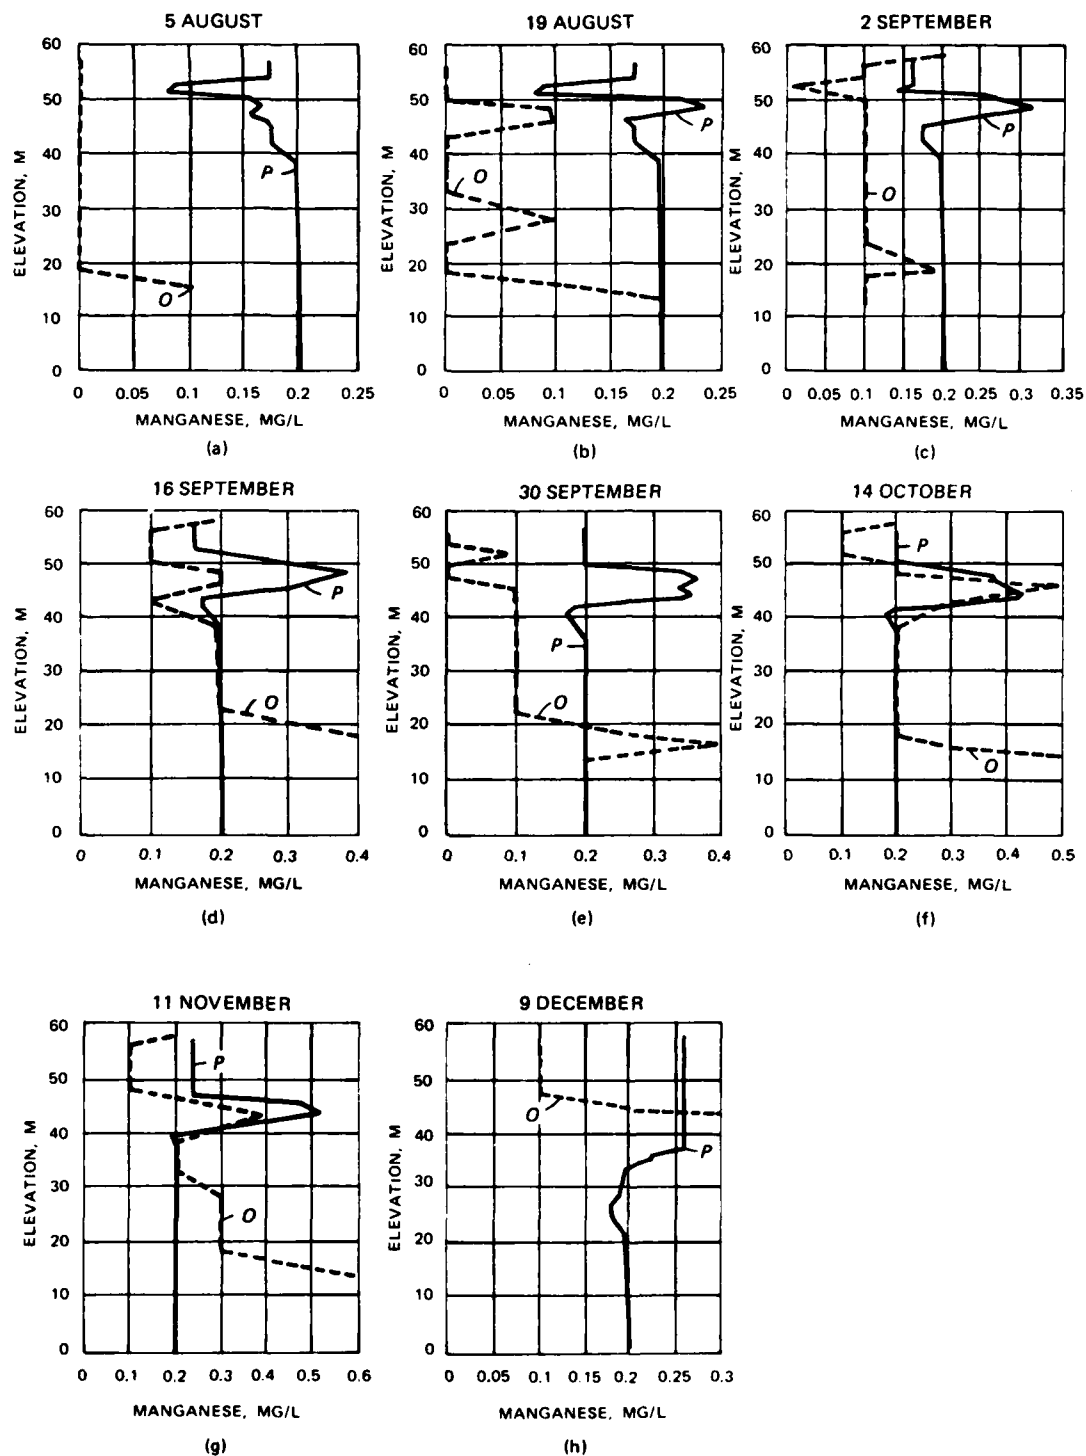 5 AUGUST
60
50
40
30
20
10
0
ELEVATION, M
P
O
0 0.05 0.1 0.15 0.2 0.25
MANGANESE, MG/L
(a)
19 AUGUST
60
50
40
30
20
10
0
ELEVATION, M
P
O
0 0.05 0.1 0.15 0.2 0.25
MANGANESE, MG/L
(b)
2 SEPTEMBER
60
50
40
30
20
10
0
ELEVATION, M
P
O
0 0.05 0.1 0.15 0.2 0.25 0.3 0.35
MANGANESE, MG/L
(c)
16 SEPTEMBER
60
50
40
30
20
10
0
ELEVATION, M
P
O
0 0.1 0.2 0.3 0.4
MANGANESE, MG/L
(d)
30 SEPTEMBER
60
50
40
30
20
10
0
ELEVATION, M
P
O
0 0.1 0.2 0.3 0.4
MANGANESE, MG/L
(e)
14 OCTOBER
60
50
40
30
20
10
0
ELEVATION, M
P
O
0 0.1 0.2 0.3 0.4 0.5
MANGANESE, MG/L
(f)
11 NOVEMBER
60
50
40
30
20
10
0
ELEVATION, M
P
O
0 0.1 0.2 0.3 0.4 0.5 0.6
MANGANESE, MG/L
(g)
9 DECEMBER
60
50
40
30
20
10
0
ELEVATION, M
O
P
0 0.05 0.1 0.15 0.2 0.25 0.3
MANGANESE, MG/L
(h)